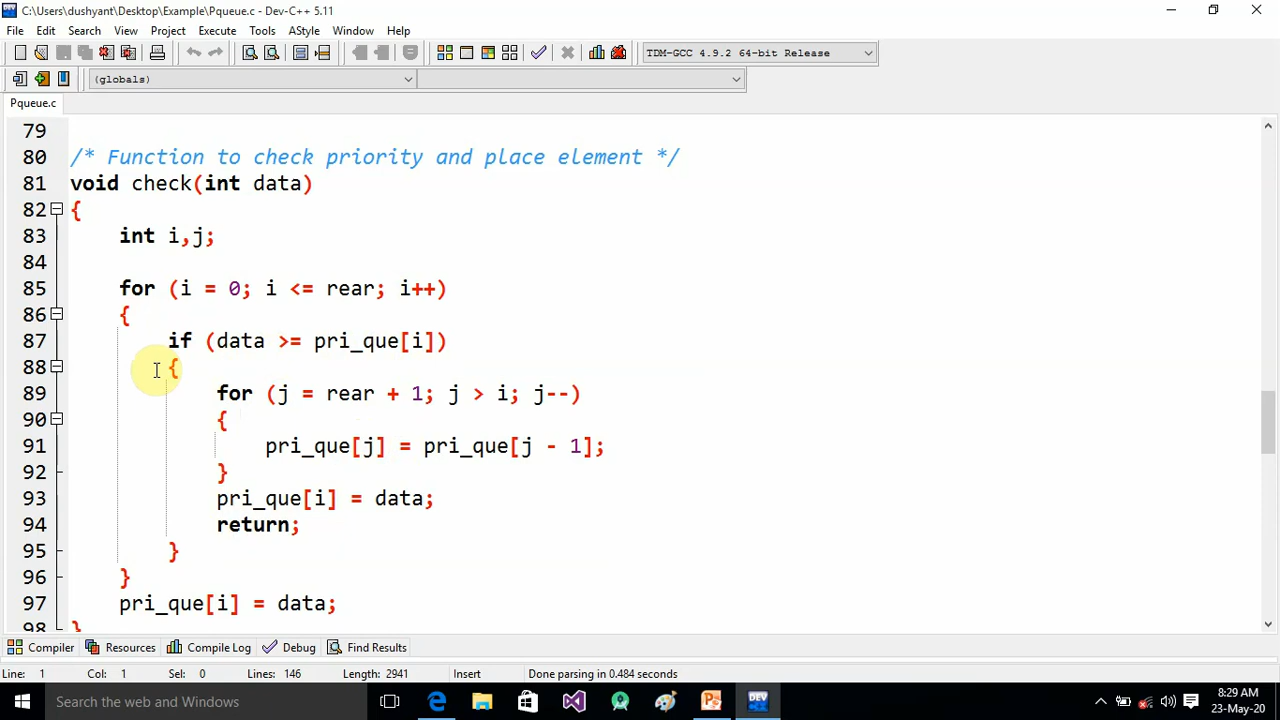 C:\Users\dushyant\Desktop\Example\Pqueue.c - Dev-C++ 5.11
File Edit Search View Project Execute Tools AStyle Window Help
TDM-GCC 4.9.2 64-bit Release
(globals)
Pqueue.c
79
80 /* Function to check priority and place element */
81 void check(int data)
82 {
83 int i,j;
84
85 for (i = 0; i <= rear; i++)
86 {
87 if (data >= pri_que[i])
88 {
89 for (j = rear + 1; j > i; j--)
90 {
91 pri_que[j] = pri_que[j - 1];
92 }
93 pri_que[i] = data;
94 return;
95 }
96 }
97 pri_que[i] = data;
98 }
Compiler Resources Compile Log Debug Find Results
Line: 1 Col: 1 Sel: 0 Lines: 146 Length: 2941 Insert Done parsing in 0.484 seconds
Search the web and Windows
DEV
8:29 AM
23-May-20